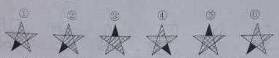 ① ② ③ ④ ⑤ ⑥